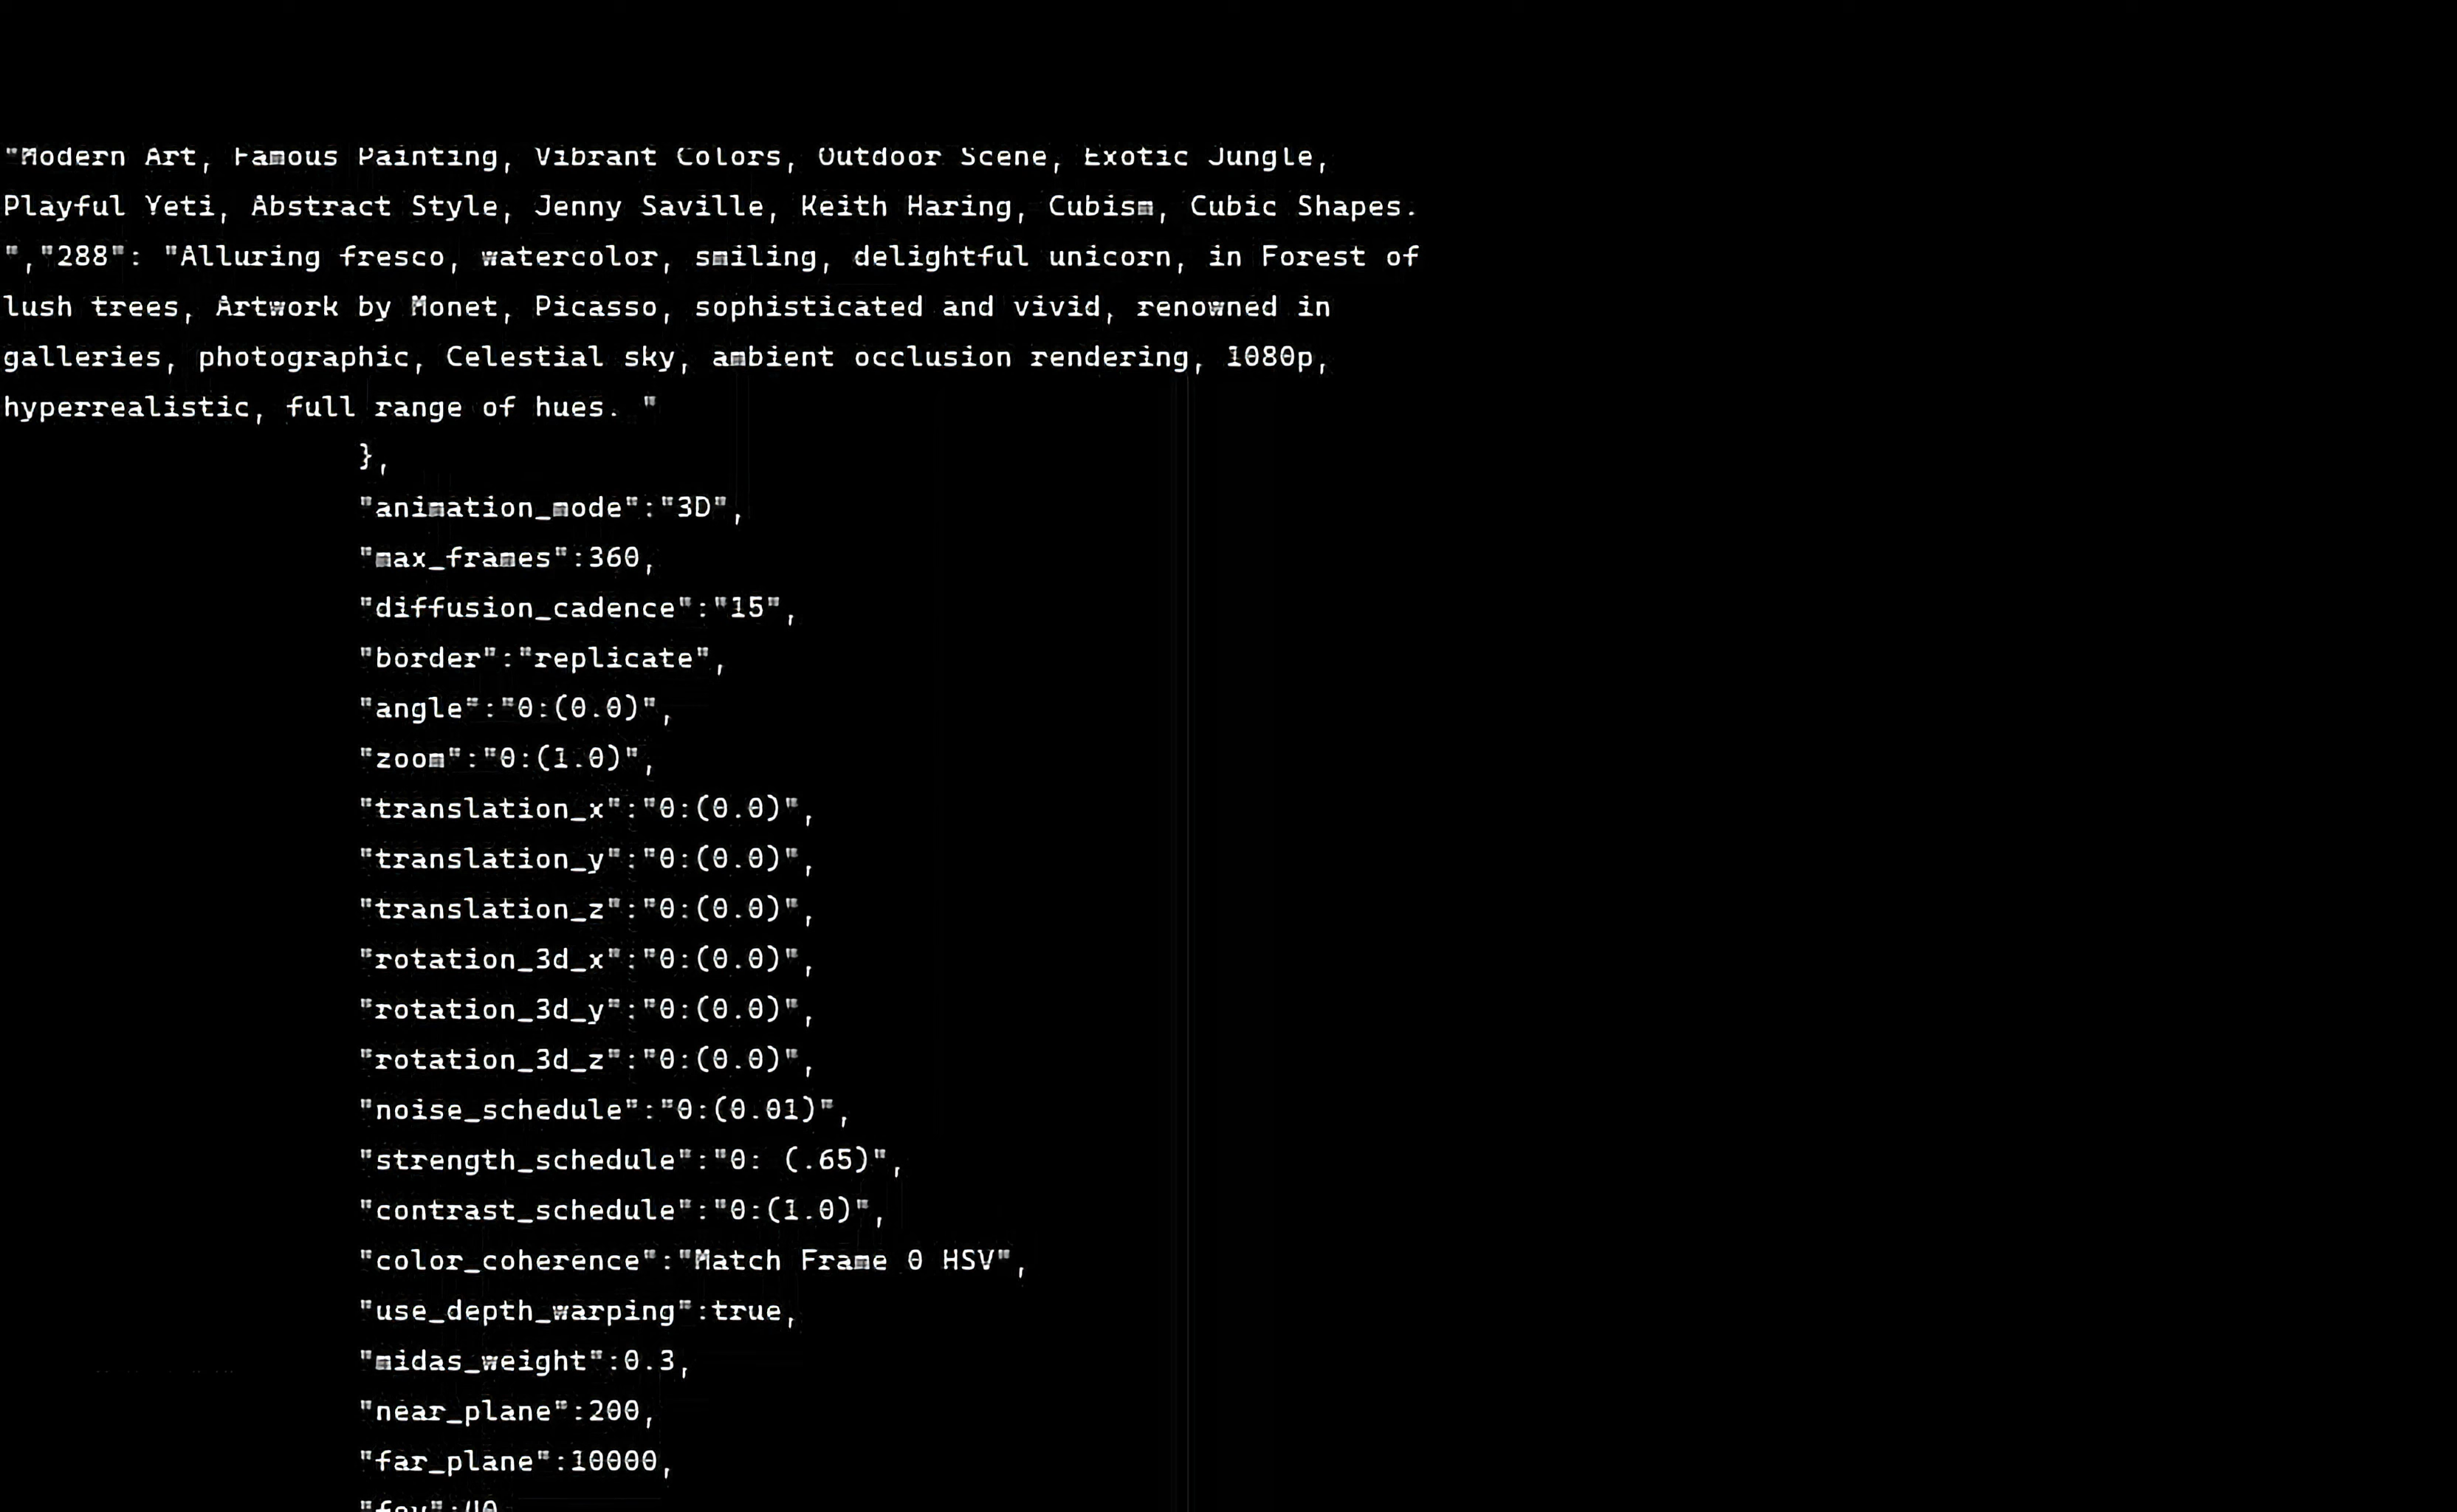 "Modern Art, Famous Painting, Vibrant Colors, Outdoor Scene, Exotic Jungle,
Playful Yeti, Abstract Style, Jenny Saville, Keith Haring, Cubism, Cubic Shapes.
","288": "Alluring fresco, watercolor, smiling, delightful unicorn, in Forest of
lush trees, Artwork by Monet, Picasso, sophisticated and vivid, renowned in
galleries, photographic, Celestial sky, ambient occlusion rendering, 1080p,
hyperrealistic, full range of hues. "
},
"animation_mode":"3D",
"max_frames":360,
"diffusion_cadence":"15",
"border":"replicate",
"angle":"0:(0.0)",
"zoom":"0:(1.0)",
"translation_x":"0:(0.0)",
"translation_y":"0:(0.0)",
"translation_z":"0:(0.0)",
"rotation_3d_x":"0:(0.0)",
"rotation_3d_y":"0:(0.0)",
"rotation_3d_z":"0:(0.0)",
"noise_schedule":"0:(0.01)",
"strength_schedule":"0: (.65)",
"contrast_schedule":"0:(1.0)",
"color_coherence":"Match Frame 0 HSV",
"use_depth_warping":true,
"midas_weight":0.3,
"near_plane":200,
"far_plane":10000,
"fov":40